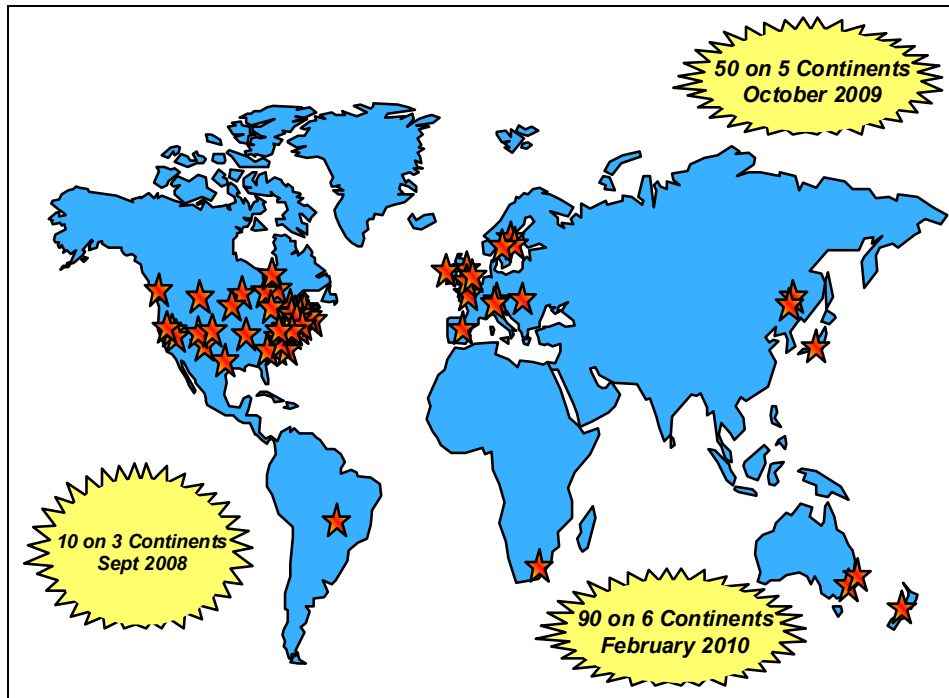 50 on 5 Continents
October 2009
10 on 3 Continents
Sept 2008
90 on 6 Continents
February 2010